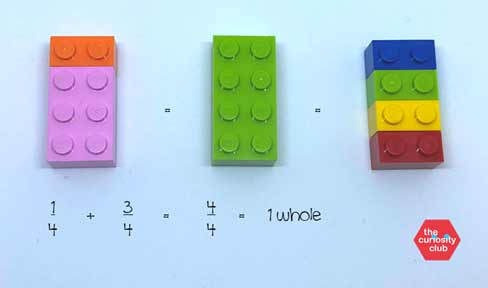 =
=
1/4 + 3/4 = 4/4 = 1 whole
the
curiosity
club